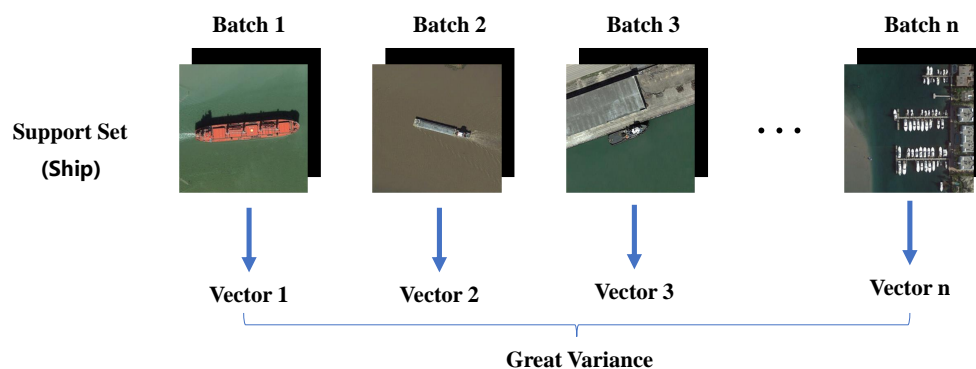 Batch 1
Batch 2
Batch 3
Batch n
Support Set
(Ship)
. . .
Vector 1
Vector 2
Vector 3
Vector n
Great Variance